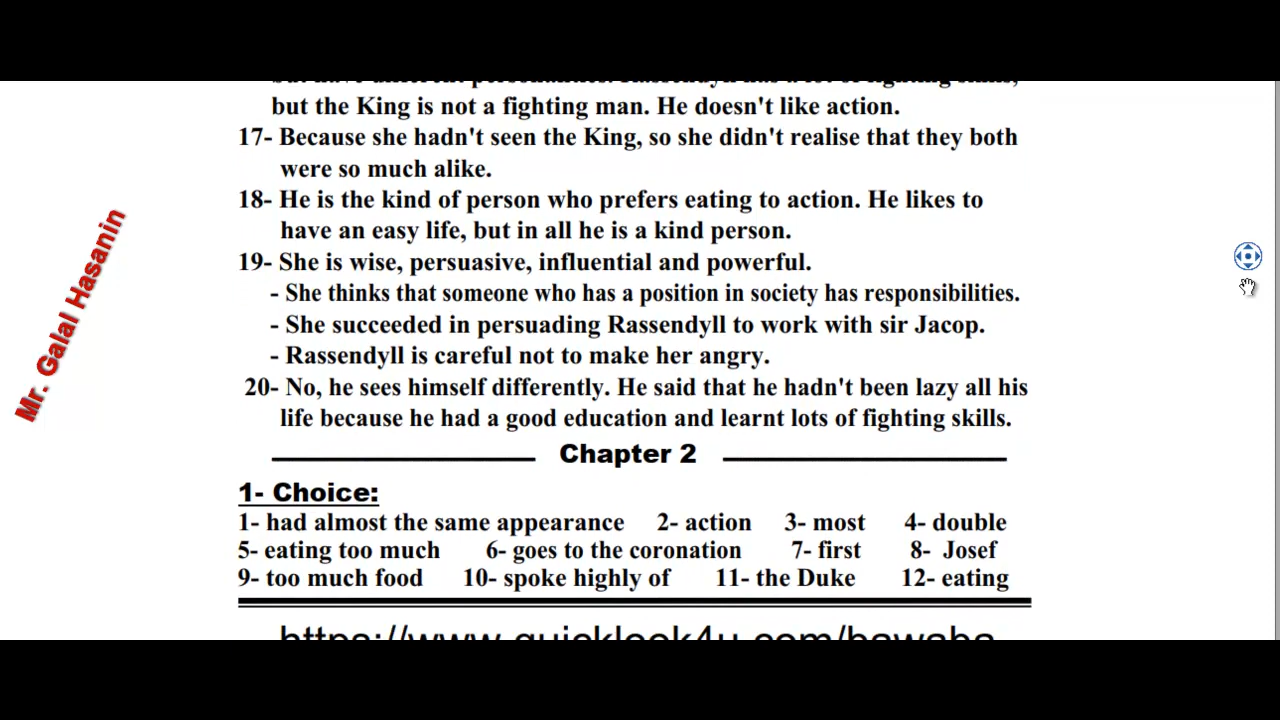 but the King is not a fighting man. He doesn't like action.
17- Because she hadn't seen the King, so she didn't realise that they both
were so much alike.
18- He is the kind of person who prefers eating to action. He likes to
have an easy life, but in all he is a kind person.
19- She is wise, persuasive, influential and powerful.
- She thinks that someone who has a position in society has responsibilities.
- She succeeded in persuading Rassendyll to work with sir Jacop.
- Rassendyll is careful not to make her angry.
20- No, he sees himself differently. He said that he hadn't been lazy all his
life because he had a good education and learnt lots of fighting skills.
Chapter 2
1- Choice:
1- had almost the same appearance 2- action 3- most 4- double
5- eating too much 6- goes to the coronation 7- first 8- Josef
9- too much food 10- spoke highly of 11- the Duke 12- eating
Mr. Galal Hasanin